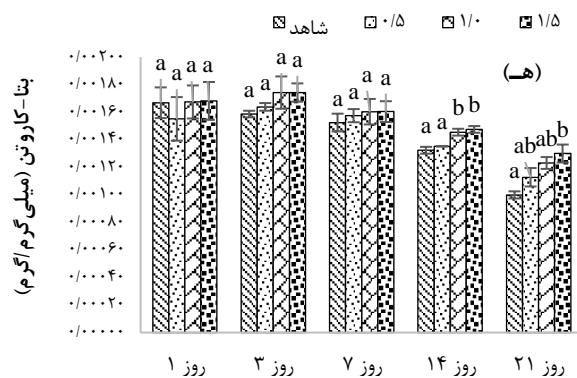 شاهد ۰/۵ ۱/۰ ۱/۵
(هـ)
بتا-کاروتن (میلی گرم/گرم)
۰/۰۰۲۰۰
۰/۰۰۱۸۰
۰/۰۰۱۶۰
۰/۰۰۱۴۰
۰/۰۰۱۲۰
۰/۰۰۱۰۰
۰/۰۰۰۸۰
۰/۰۰۰۶۰
۰/۰۰۰۴۰
۰/۰۰۰۲۰
۰/۰۰۰۰۰
a a a a
a a a a
a a a a
a a b b
a ab ab b
روز ۱ روز ۳ روز ۷ روز ۱۴ روز ۲۱